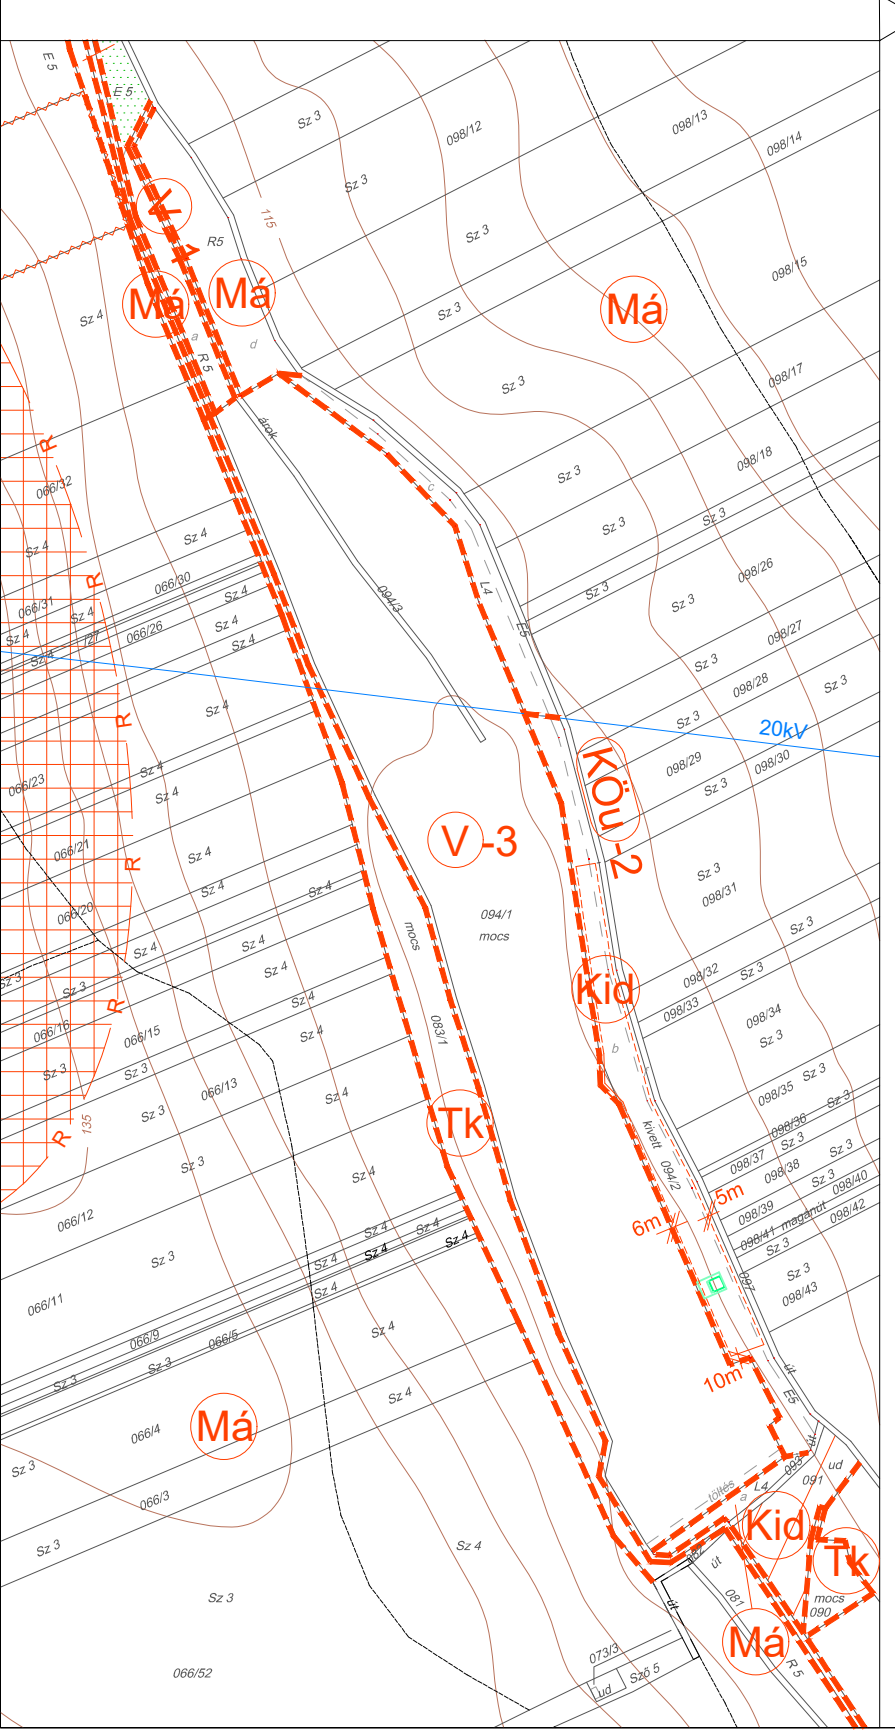 E 5
E 5
Sz 3
098/12
098/13
098/14
Sz 3
V-1
115
R5
Sz 3
098/15
Má
Má
Má
Sz 4
Sz 3
a
d
R 5
098/17
Sz 3
árok
R
098/18
Sz 3
c
066/32
Sz 3
Sz 3
Sz 4
Sz 4
098/26
R
066/30
L4
Sz 3
Sz 4
094/3
Sz 3
066/31
Sz 4
Sz 4
E5
098/27
Sz 4
/27
066/26
Sz 4
Sz 4
Sz 3
098/28
Sz 3
Sz 4
R
Sz 3
20kV
098/29
098/30
KÖu-2
Sz 4
066/23
Sz 4
Sz 3
V-3
066/21
Sz 4
R
Sz 3
Sz 4
Sz 4
098/31
066/20
094/1
mocs
mocs
Sz 3
Sz 4
Sz 4
Sz 3
Sz 4
098/32
Sz 3
Kid
Sz 3
Sz 4
098/33
R
066/16
066/15
Sz 4
083/1
098/34
Sz 3
b
Sz 3
Sz 3
Sz 3
066/13
Sz 4
098/35
Sz 3
Sz 3
135
R
Tk
kivett
098/36
Sz 3
Sz 3
098/37
Sz 3
098/38
094/2
Sz 4
Sz 3
098/40
5m
098/39
066/12
6m
Sz 4
Sz 4
098/41 magánút
098/42
Sz 3
Sz 4
Sz 4
Sz 4
Sz 3
097
Sz 3
098/43
066/11
Sz 4
066/9
066/5
Sz 4
Sz 3
10m
út
Sz 3
Sz 4
E5
Má
066/4
út
Sz 3
093
ud
091
066/3
töltés
L4
a
Kid
Sz 3
Sz 4
082
út
Tk
Sz 3
081
út
mocs
090
Má
073/3
R 5
066/52
Sző 5
ud